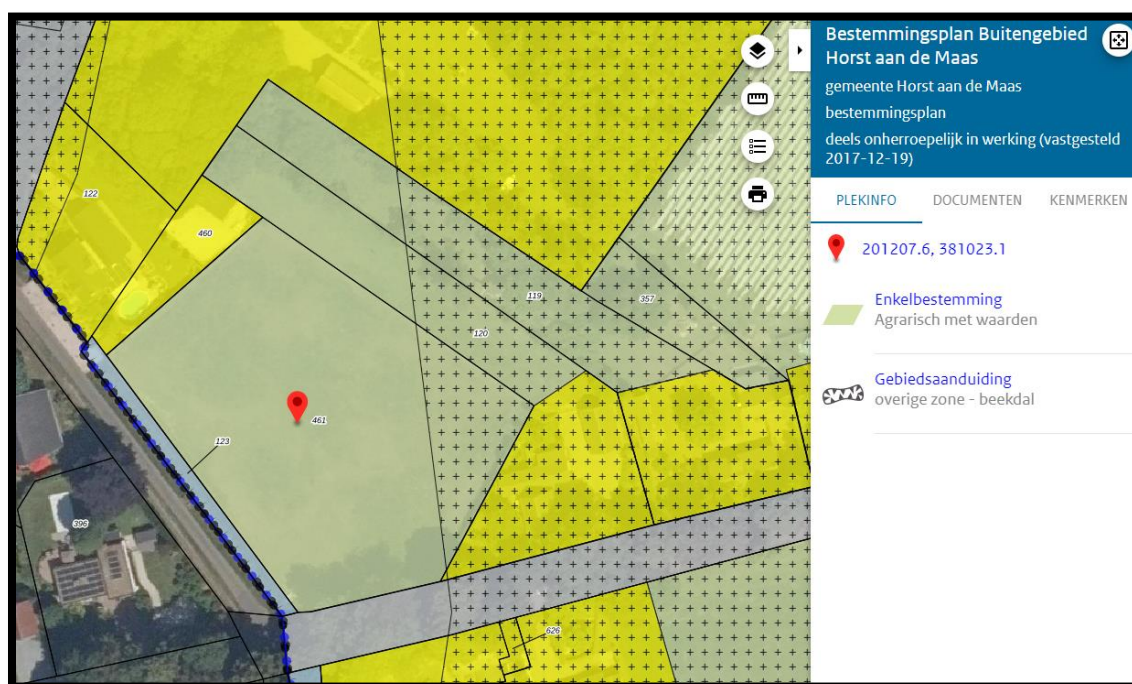 Bestemmingsplan Buitengebied
Horst aan de Maas
gemeente Horst aan de Maas
bestemmingsplan
deels onherroepelijk in werking (vastgesteld
2017-12-19)
PLEKINFO DOCUMENTEN KENMERKEN
201207.6, 381023.1
Enkelbestemming
Agrarisch met waarden
Gebiedsaanduiding
overige zone - beekdal
122
460
119
357
120
461
123
396
626